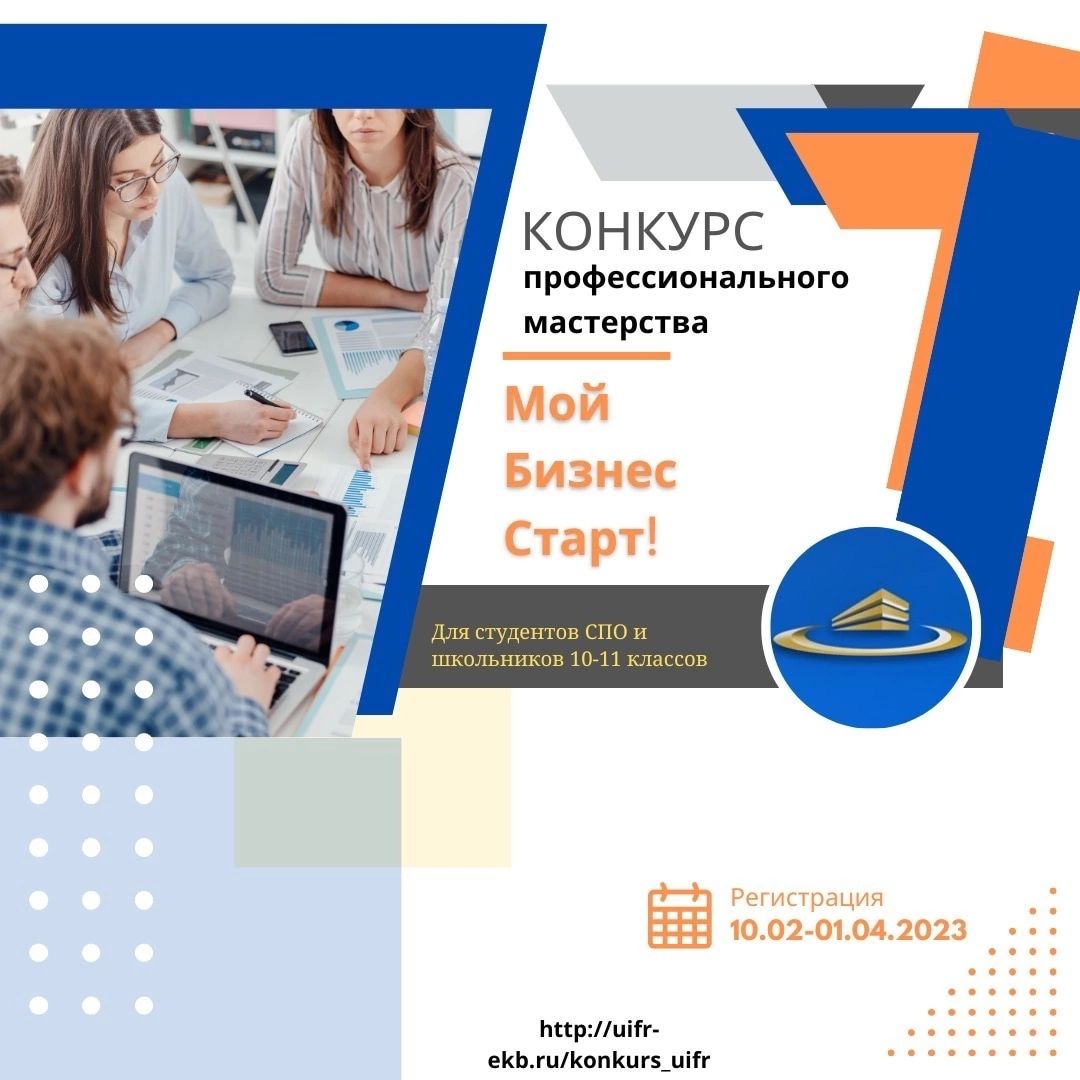 КОНКУРС
профессионального
мастерства
Мой
Бизнес
Старт!
Для студентов СПО и
школьников 10-11 классов
Регистрация
10.02-01.04.2023
http://uifr-
ekb.ru/konkurs_uifr